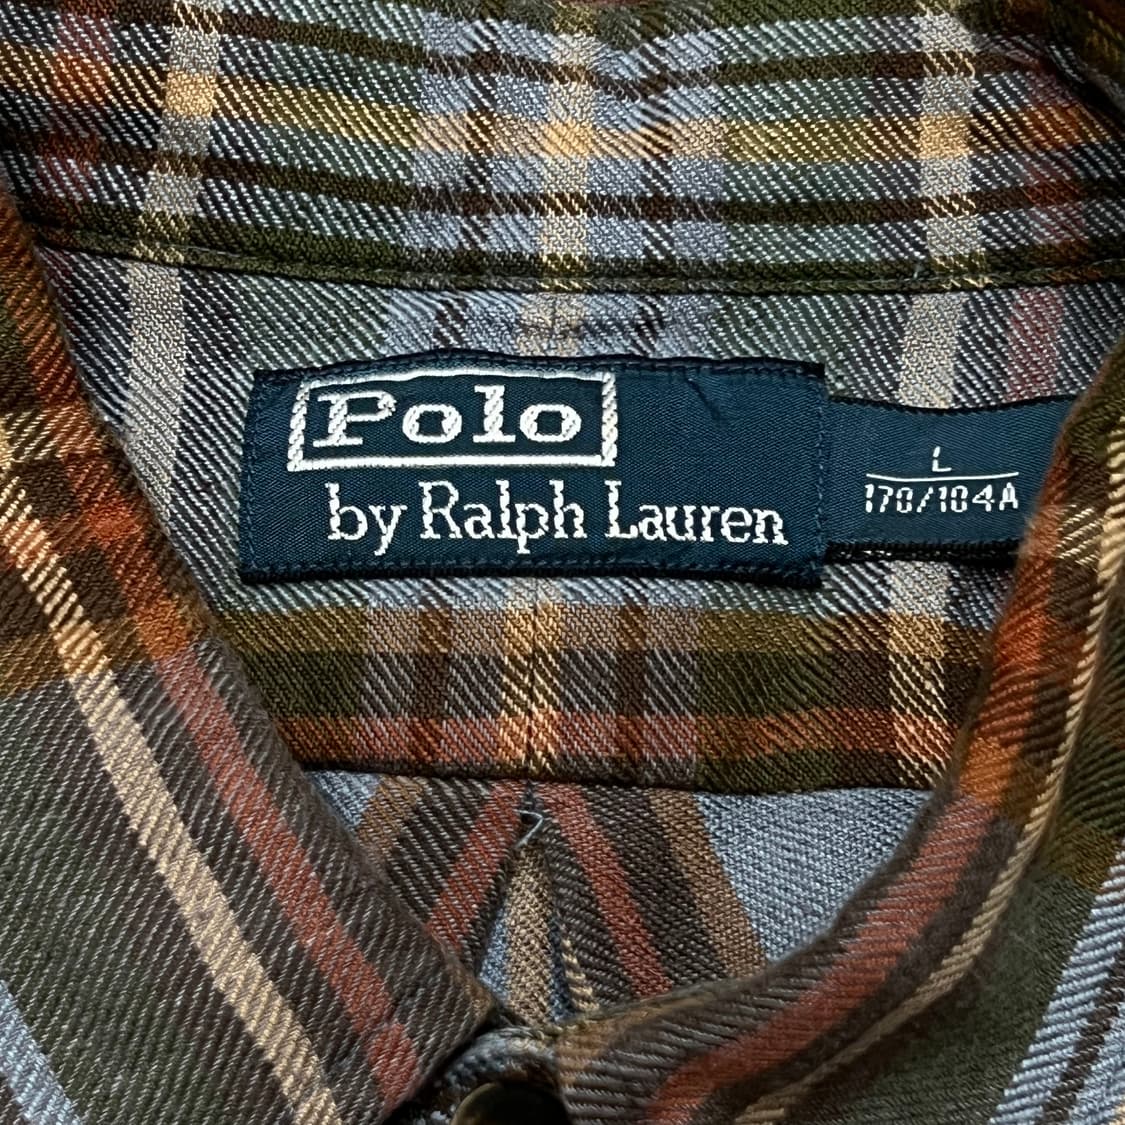 Polo
by Ralph Lauren
L
170/104A